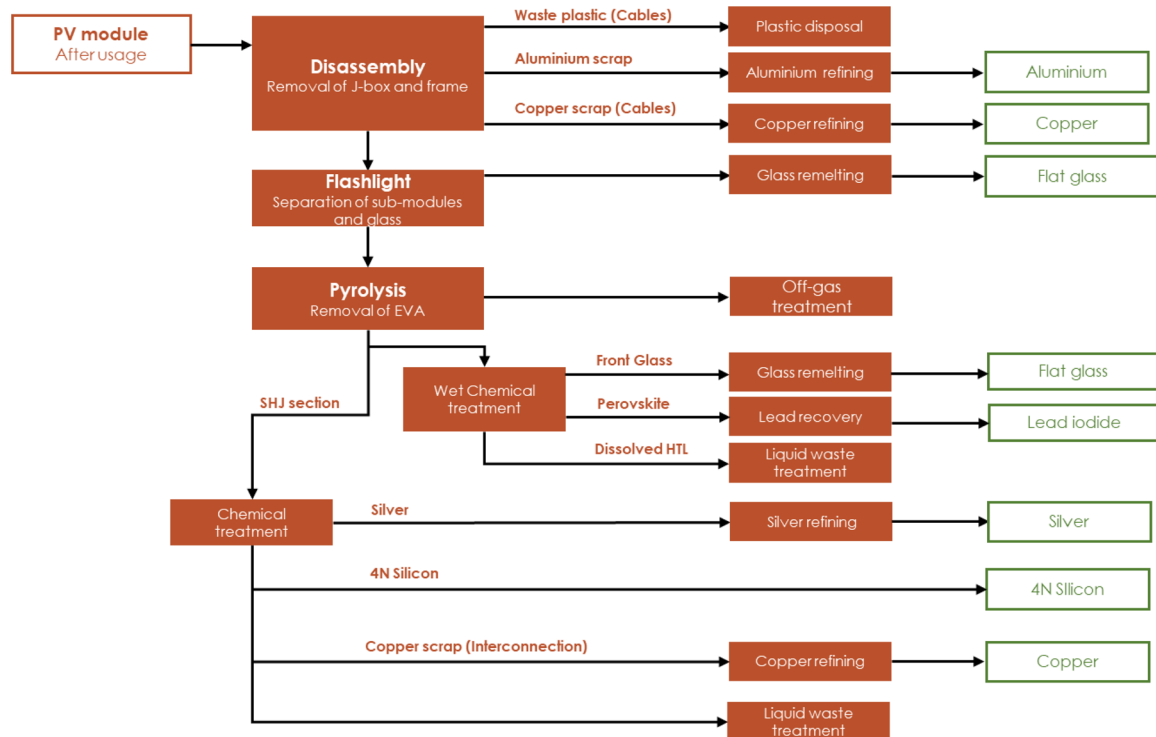 PV module
After usage
Waste plastic (Cables)
Plastic disposal
Disassembly
Removal of J-box and frame
Aluminium scrap
Aluminium refining
Aluminium
Copper scrap (Cables)
Copper refining
Copper
Flashlight
Separation of sub-modules
and glass
Glass remelting
Flat glass
Pyrolysis
Removal of EVA
Off-gas
treatment
Front Glass
Glass remelting
Flat glass
Wet Chemical
treatment
SHJ section
Perovskite
Lead recovery
Lead iodide
Dissolved HTL
Liquid waste
treatment
Chemical
treatment
Silver
Silver refining
Silver
4N Silicon
4N SIlicon
Copper scrap (Interconnection)
Copper refining
Copper
Liquid waste
treatment